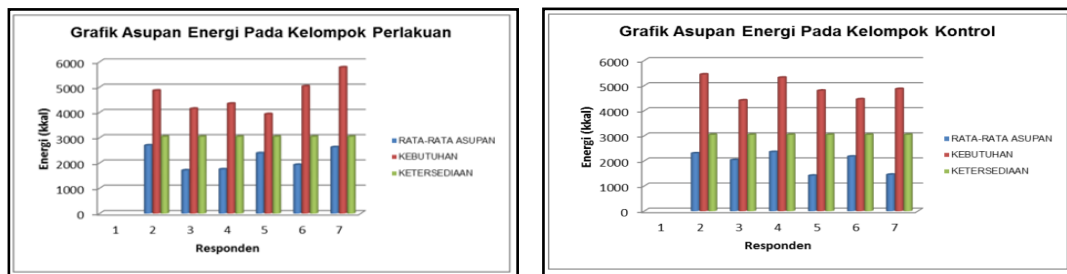 Grafik Asupan Energi Pada Kelompok Perlakuan
6000
5000
4000
3000
2000
1000
0
Energi (kkal)
1 2 3 4 5 6 7
Responden
RATA-RATA ASUPAN
KEBUTUHAN
KETERSEDIAAN
Grafik Asupan Energi Pada Kelompok Kontrol
6000
5000
4000
3000
2000
1000
0
Energi (kkal)
1 2 3 4 5 6 7
Responden
RATA-RATA ASUPAN
KEBUTUHAN
KETERSEDIAAN